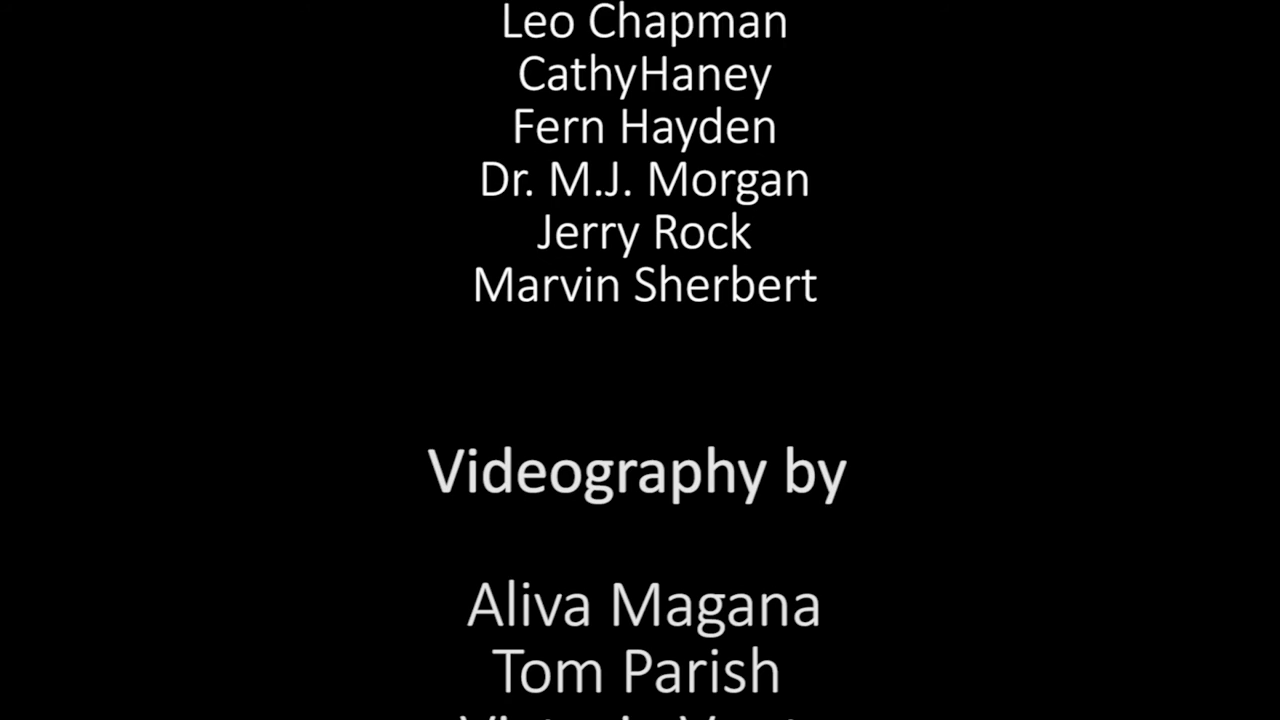 Leo Chapman
CathyHaney
Fern Hayden
Dr. M.J. Morgan
Jerry Rock
Marvin Sherbert
Videography by
Aliva Magana
Tom Parish